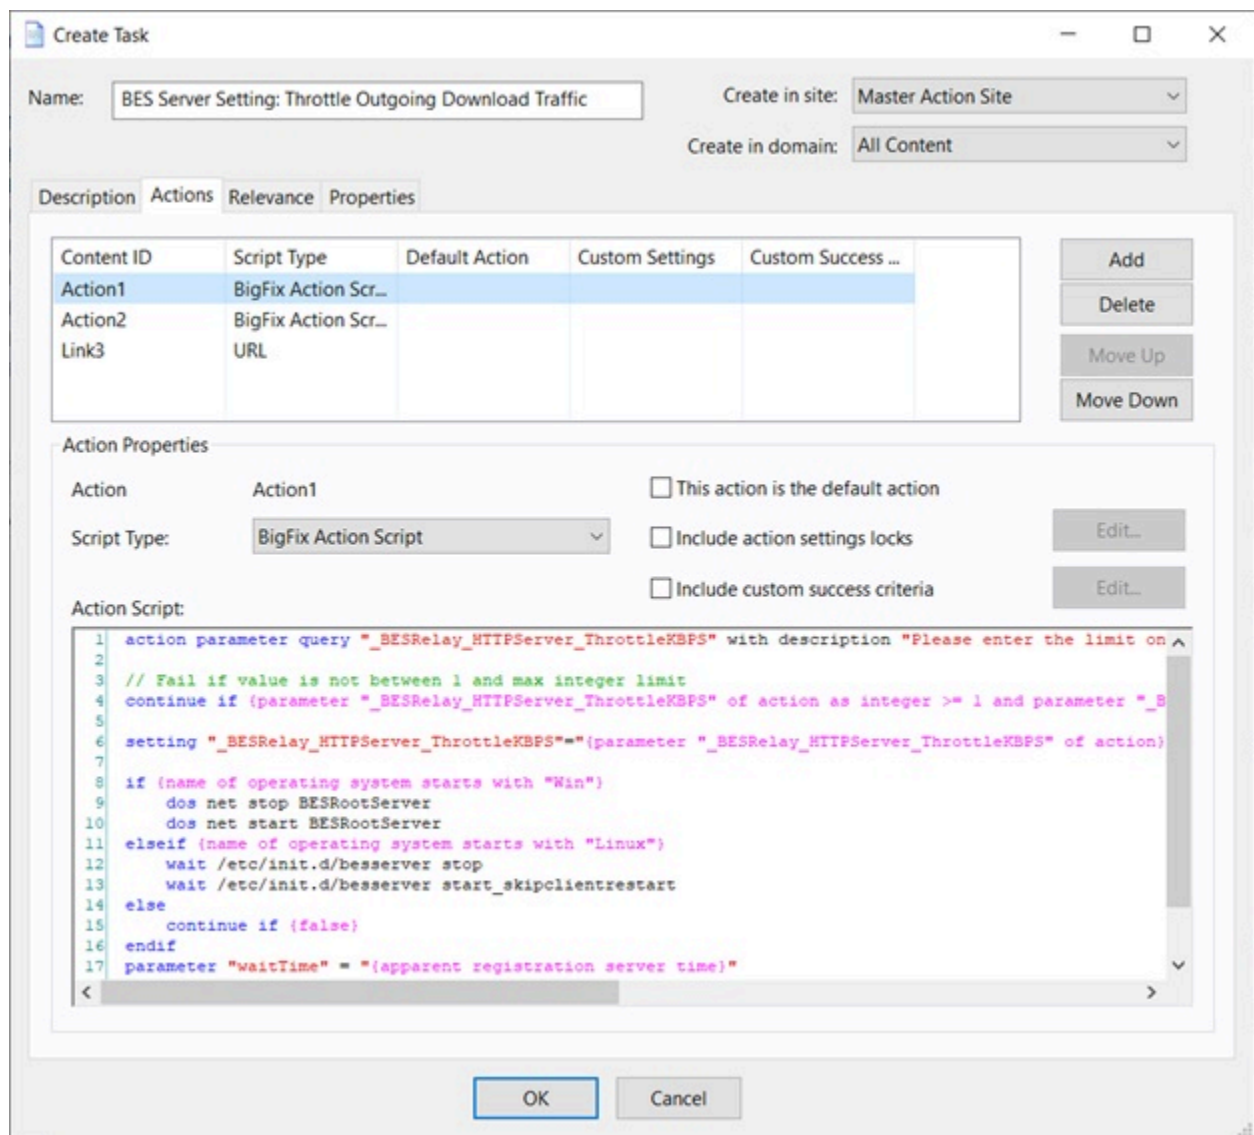 Create Task
Name: BES Server Setting: Throttle Outgoing Download Traffic Create in site: Master Action Site
Create in domain: All Content
Description Actions Relevance Properties
Content ID Script Type Default Action Custom Settings Custom Success ... Add
Action1 BigFix Action Scr...
Action2 BigFix Action Scr... Delete
Link3 URL Move Up
Move Down
Action Properties
Action Action1 This action is the default action
Script Type: BigFix Action Script Include action settings locks Edit...
Include custom success criteria Edit...
Action Script:
1 action parameter query "_BESRelay_HTTPServer_ThrottleKBPS" with description "Please enter the limit on
2
3 // Fail if value is not between 1 and max integer limit
4 continue if {parameter "_BESRelay_HTTPServer_ThrottleKBPS" of action as integer >= 1 and parameter "_B
5
6 setting "_BESRelay_HTTPServer_ThrottleKBPS"="{parameter "_BESRelay_HTTPServer_ThrottleKBPS" of action}
7
8 if {name of operating system starts with "Win"}
9 dos net stop BESRootServer
10 dos net start BESRootServer
11 elseif {name of operating system starts with "Linux"}
12 wait /etc/init.d/besserver stop
13 wait /etc/init.d/besserver start_skipclientrestart
14 else
15 continue if {false}
16 endif
17 parameter "waitTime" = "{apparent registration server time}"
OK Cancel